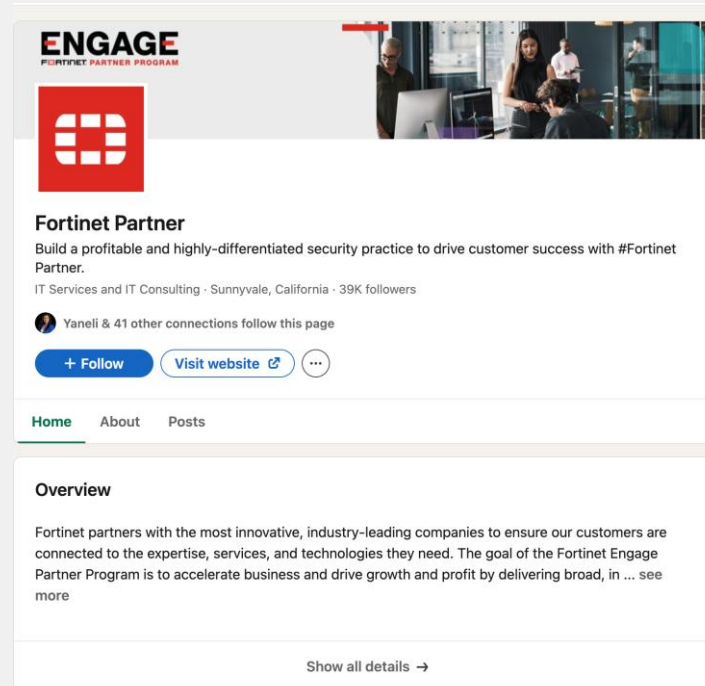 ENGAGE
FORTINET PARTNER PROGRAM
Fortinet Partner
Build a profitable and highly-differentiated security practice to drive customer success with #Fortinet
Partner.
IT Services and IT Consulting · Sunnyvale, California · 39K followers
Yaneli & 41 other connections follow this page
+ Follow
Visit website
Home About Posts
Overview
Fortinet partners with the most innovative, industry-leading companies to ensure our customers are
connected to the expertise, services, and technologies they need. The goal of the Fortinet Engage
Partner Program is to accelerate business and drive growth and profit by delivering broad, in ... see
more
Show all details →